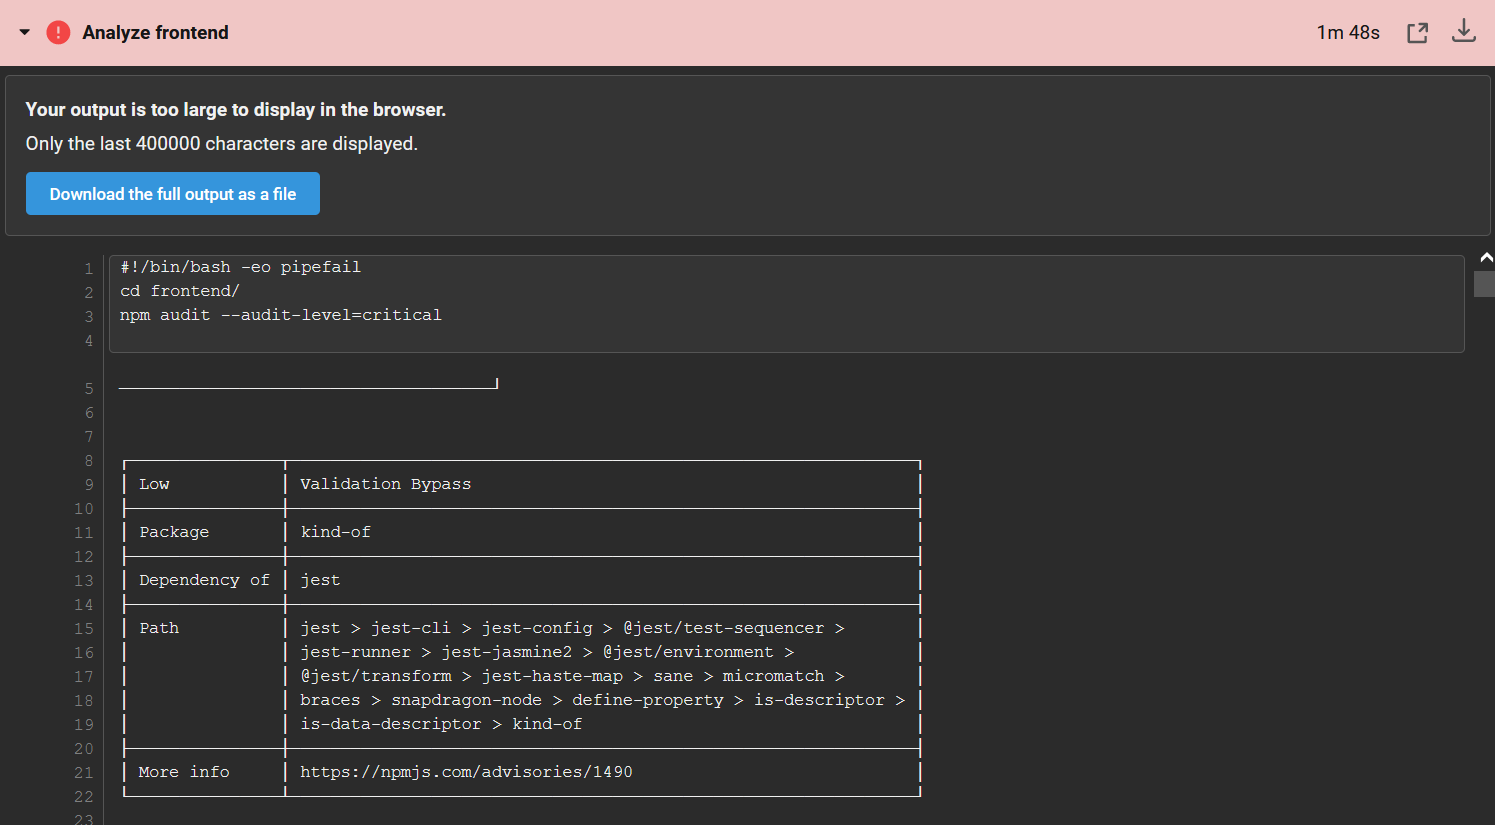 Analyze frontend
1m 48s
Your output is too large to display in the browser.
Only the last 400000 characters are displayed.
Download the full output as a file
1 #!/bin/bash -eo pipefail
2 cd frontend/
3 npm audit --audit-level=critical
4
5
6
7
8
9 Low Validation Bypass
10
11 Package kind-of
12
13 Dependency of jest
14
15 Path jest > jest-cli > jest-config > @jest/test-sequencer >
16 jest-runner > jest-jasmine2 > @jest/environment >
17 @jest/transform > jest-haste-map > sane > micromatch >
18 braces > snapdragon-node > define-property > is-descriptor >
19 is-data-descriptor > kind-of
20
21 More info https://npmjs.com/advisories/1490
22
23